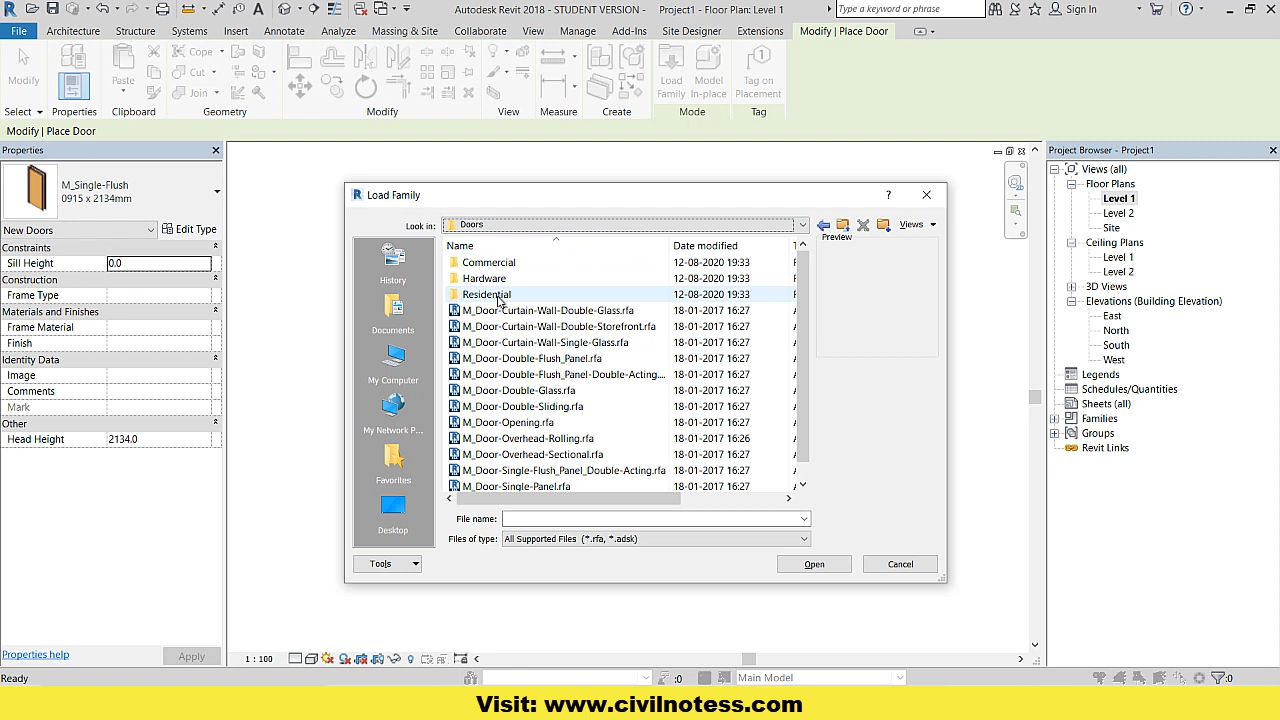 Autodesk Revit 2018 - STUDENT VERSION - Project1 - Floor Plan: Level 1
Type a keyword or phrase
Sign In
File Architecture Structure Systems Insert Annotate Analyze Massing & Site Collaborate View Manage Add-Ins Site Designer Extensions Modify | Place Door
Modify
Paste
Cope
Cut
Join
Load Family
Model In-place
Tag on Placement
Select Properties Clipboard Geometry Modify View Measure Create Mode Tag
Modify | Place Door
Properties
M_Single-Flush
0915 x 2134mm
New Doors Edit Type
Constraints
Sill Height 0.0
Construction
Frame Type
Materials and Finishes
Frame Material
Finish
Identity Data
Image
Comments
Mark
Other
Head Height 2134.0
Properties help Apply
Load Family
Look in: Doors Views
History
Documents
My Computer
My Network P...
Favorites
Desktop
Name Date modified
Commercial 12-08-2020 19:33
Hardware 12-08-2020 19:33
Residential 12-08-2020 19:33
M_Door-Curtain-Wall-Double-Glass.rfa 18-01-2017 16:27
M_Door-Curtain-Wall-Double-Storefront.rfa 18-01-2017 16:27
M_Door-Curtain-Wall-Single-Glass.rfa 18-01-2017 16:27
M_Door-Double-Flush_Panel.rfa 18-01-2017 16:27
M_Door-Double-Flush_Panel-Double-Acting.... 18-01-2017 16:27
M_Door-Double-Glass.rfa 18-01-2017 16:27
M_Door-Double-Sliding.rfa 18-01-2017 16:27
M_Door-Opening.rfa 18-01-2017 16:27
M_Door-Overhead-Rolling.rfa 18-01-2017 16:26
M_Door-Overhead-Sectional.rfa 18-01-2017 16:27
M_Door-Single-Flush_Panel_Double-Acting.rfa 18-01-2017 16:27
M_Door-Single-Panel.rfa 18-01-2017 16:27
Preview
File name:
Files of type: All Supported Files (*.rfa, *.adsk)
Tools Open Cancel
Project Browser - Project1
Views (all)
Floor Plans
Level 1
Level 2
Site
Ceiling Plans
Level 1
Level 2
3D Views
Elevations (Building Elevation)
East
North
South
West
Legends
Schedules/Quantities
Sheets (all)
Families
Groups
Revit Links
1 : 100
Ready :0 Main Model :0
Visit: www.civilnotess.com